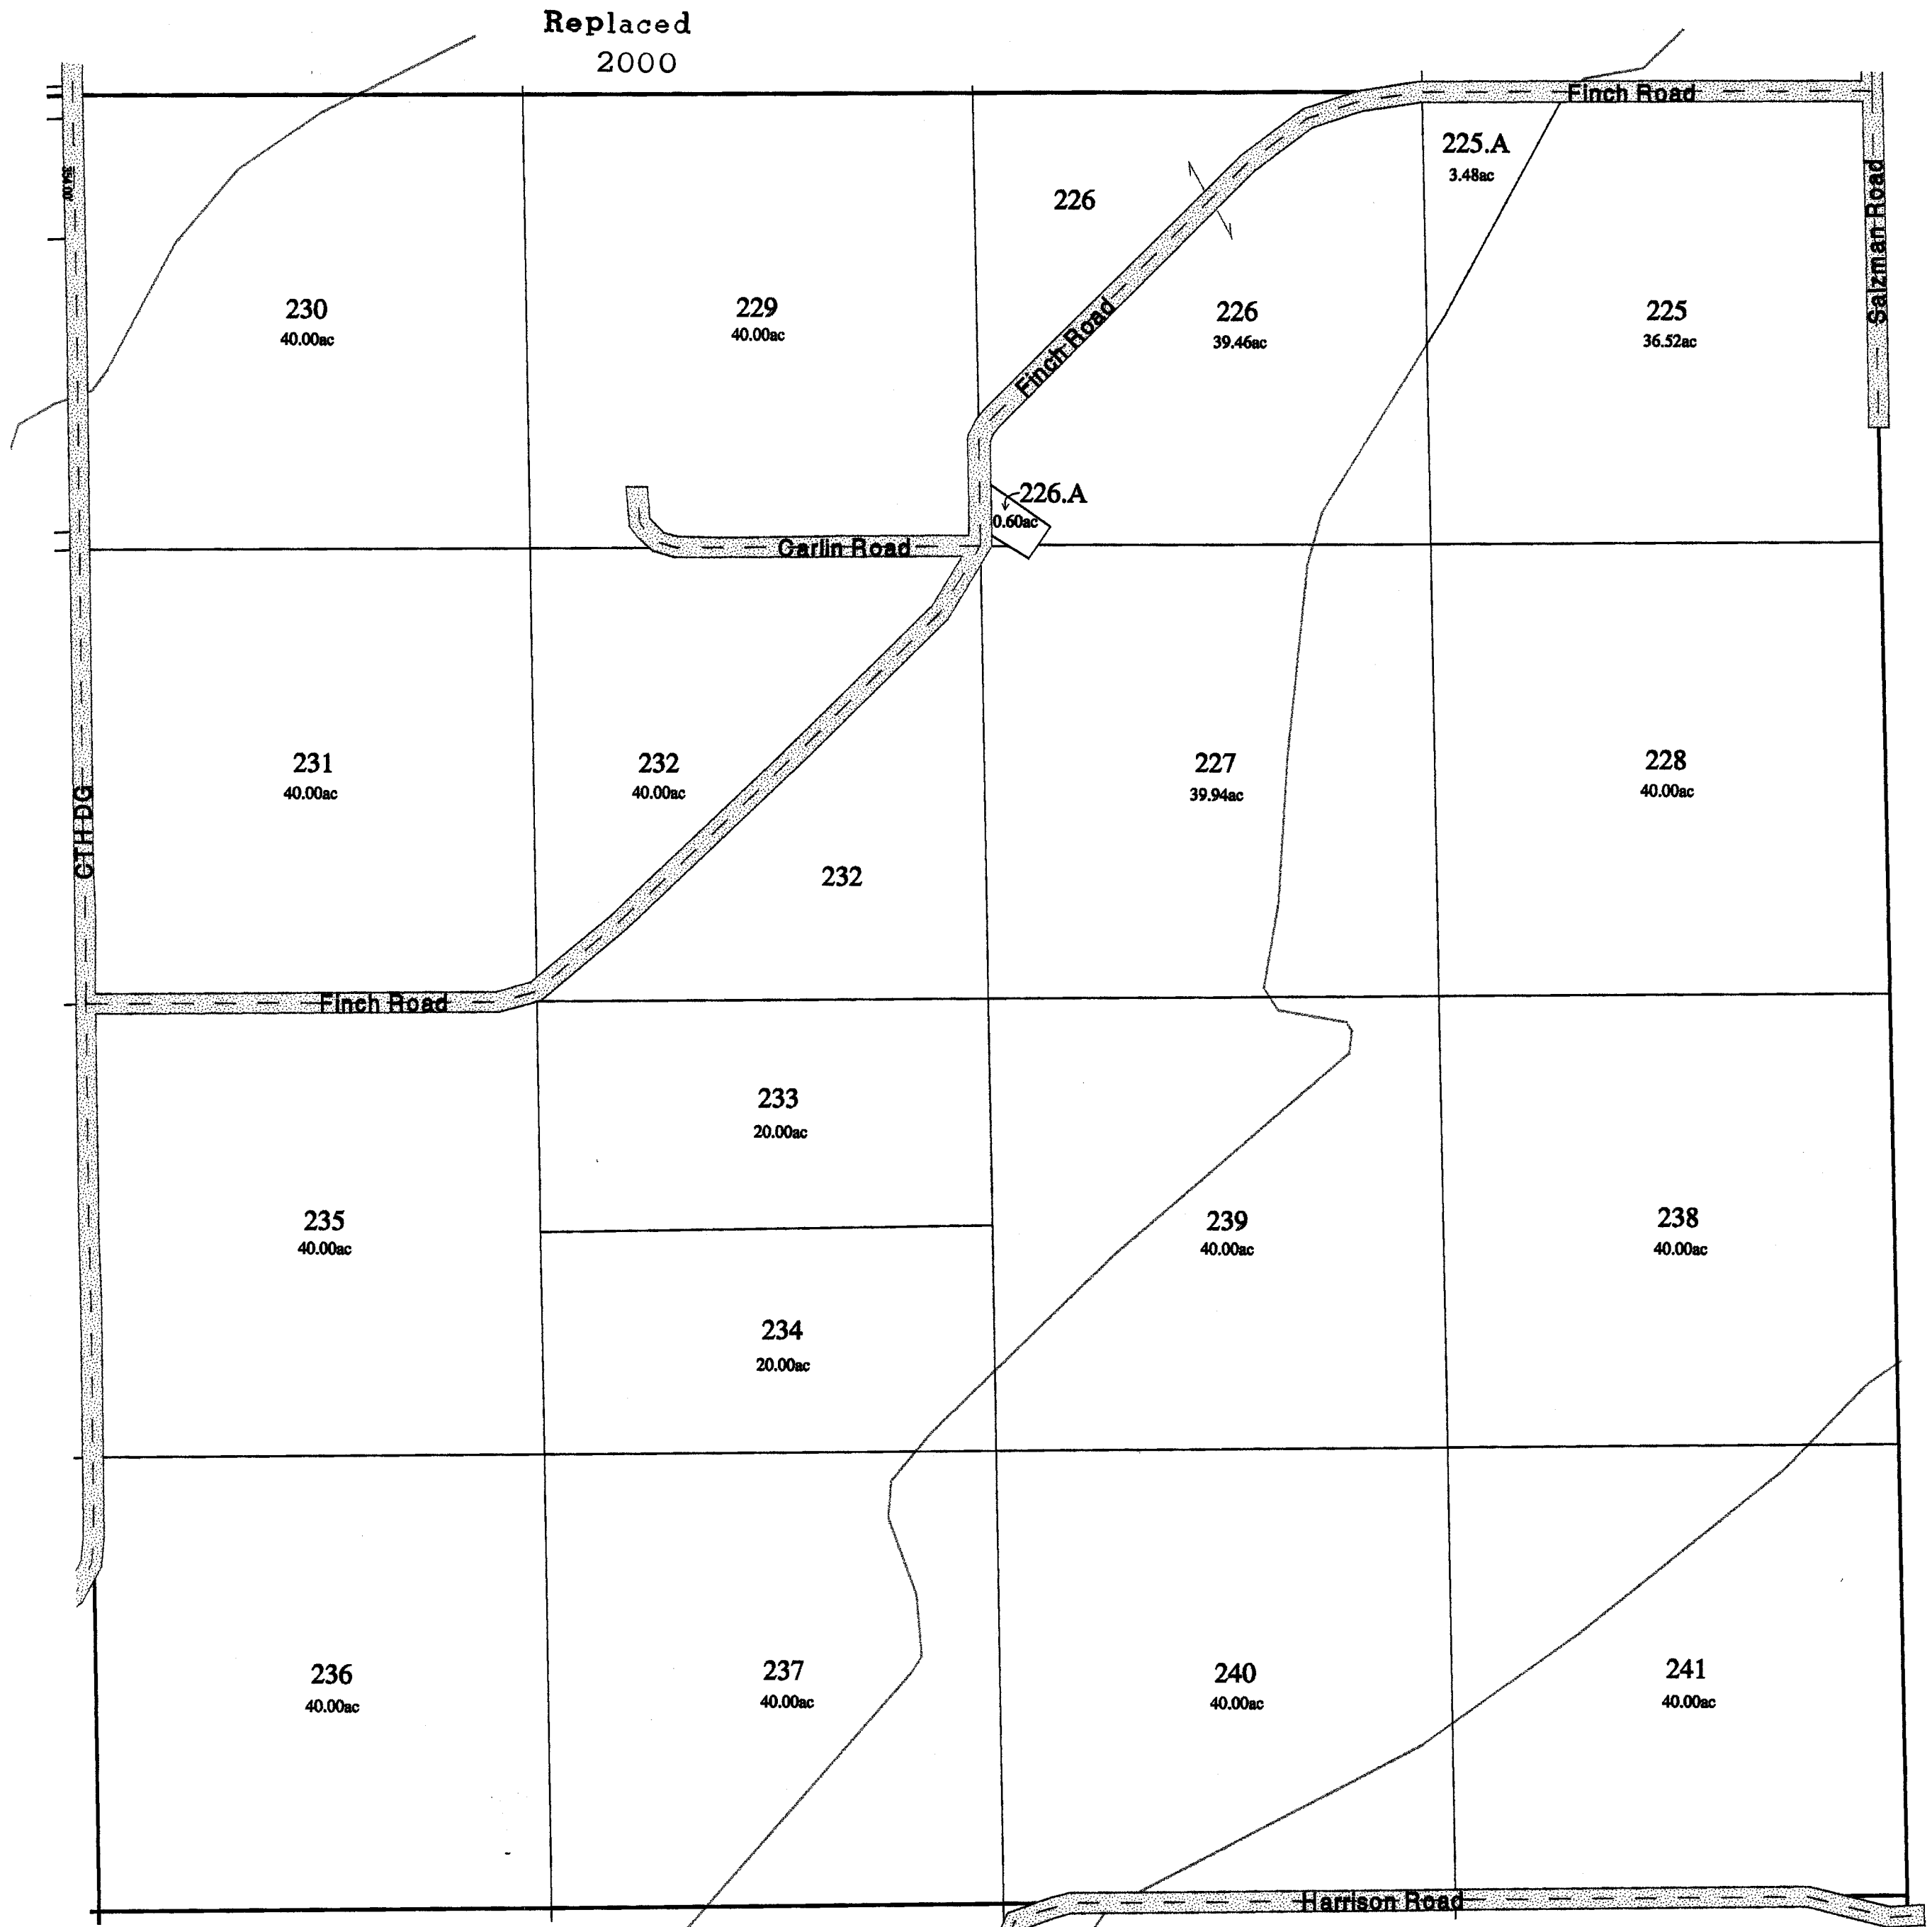 Replaced
2000
Finch Road
225.A
3.48ac
Salzman Road
226
230
40.00ac
229
40.00ac
Finch Road
226
39.46ac
225
36.52ac
226.A
0.60ac
Carlin Road
CTH DG
231
40.00ac
232
40.00ac
227
39.94ac
228
40.00ac
232
Finch Road
233
20.00ac
235
40.00ac
239
40.00ac
238
40.00ac
234
20.00ac
236
40.00ac
237
40.00ac
240
40.00ac
241
40.00ac
Harrison Road